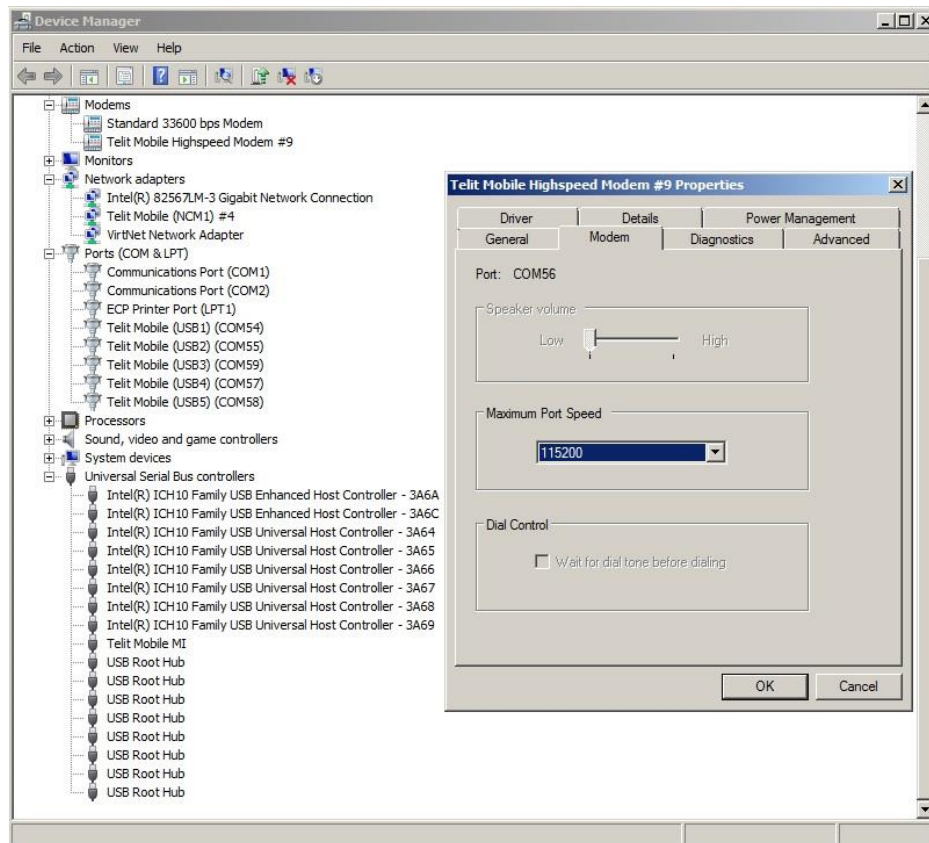 Device Manager
File Action View Help
Modems
Standard 33600 bps Modem
Telit Mobile Highspeed Modem #9
Monitors
Network adapters
Intel(R) 82567LM-3 Gigabit Network Connection
Telit Mobile (NCM1) #4
VirtNet Network Adapter
Ports (COM & LPT)
Communications Port (COM1)
Communications Port (COM2)
ECP Printer Port (LPT1)
Telit Mobile (USB1) (COM54)
Telit Mobile (USB2) (COM55)
Telit Mobile (USB3) (COM59)
Telit Mobile (USB4) (COM57)
Telit Mobile (USB5) (COM58)
Processors
Sound, video and game controllers
System devices
Universal Serial Bus controllers
Intel(R) ICH10 Family USB Enhanced Host Controller - 3A6A
Intel(R) ICH10 Family USB Enhanced Host Controller - 3A6C
Intel(R) ICH10 Family USB Universal Host Controller - 3A64
Intel(R) ICH10 Family USB Universal Host Controller - 3A65
Intel(R) ICH10 Family USB Universal Host Controller - 3A66
Intel(R) ICH10 Family USB Universal Host Controller - 3A67
Intel(R) ICH10 Family USB Universal Host Controller - 3A68
Intel(R) ICH10 Family USB Universal Host Controller - 3A69
Telit Mobile MI
USB Root Hub
USB Root Hub
USB Root Hub
USB Root Hub
USB Root Hub
USB Root Hub
USB Root Hub
USB Root Hub
Telit Mobile Highspeed Modem #9 Properties
Driver Details Power Management
General Modem Diagnostics Advanced
Port: COM56
Speaker volume
Low High
Maximum Port Speed
115200
Dial Control
Wait for dial tone before dialing
OK Cancel